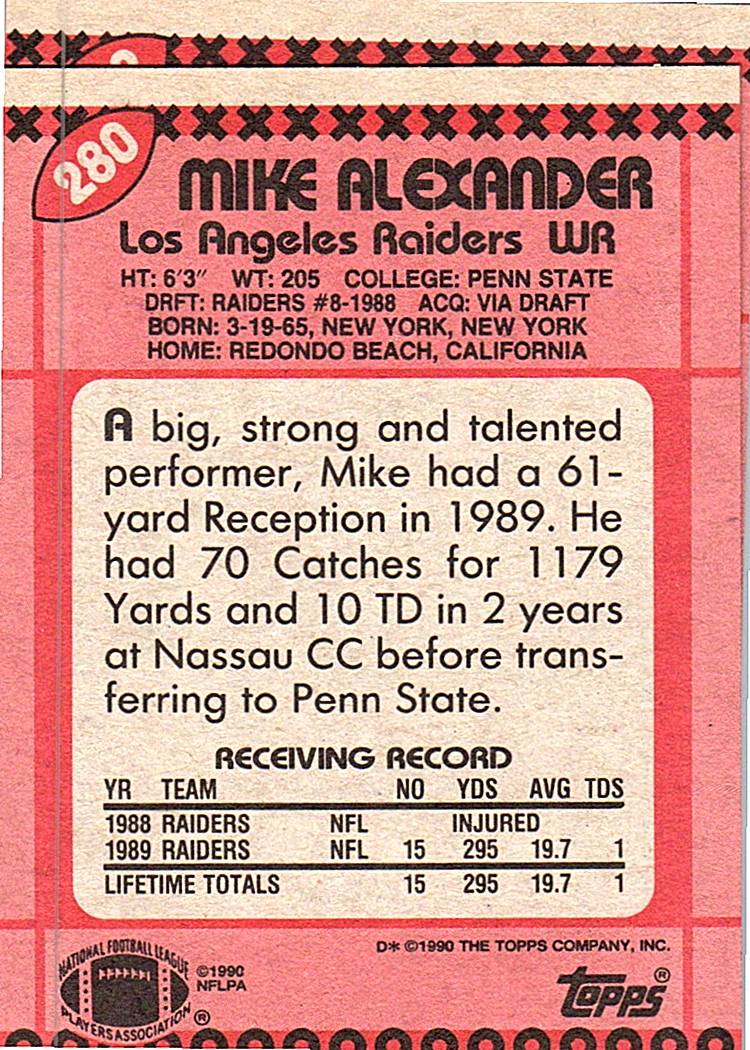 280
MIKE ALEXANDER
Los Angeles Raiders WR
HT: 6'3" WT: 205 COLLEGE: PENN STATE
DRFT: RAIDERS #8-1988 ACQ: VIA DRAFT
BORN: 3-19-65, NEW YORK, NEW YORK
HOME: REDONDO BEACH, CALIFORNIA
A big, strong and talented
performer, Mike had a 61-
yard Reception in 1989. He
had 70 Catches for 1179
Yards and 10 TD in 2 years
at Nassau CC before trans-
ferring to Penn State.
RECEIVING RECORD
YR TEAM NO YDS AVG TDS
1988 RAIDERS NFL INJURED
1989 RAIDERS NFL 15 295 19.7 1
LIFETIME TOTALS 15 295 19.7 1
D* ©1990 THE TOPPS COMPANY, INC.
NATIONAL FOOTBALL LEAGUE
PLAYERS ASSOCIATION ®
©1990
NFLPA
topps®